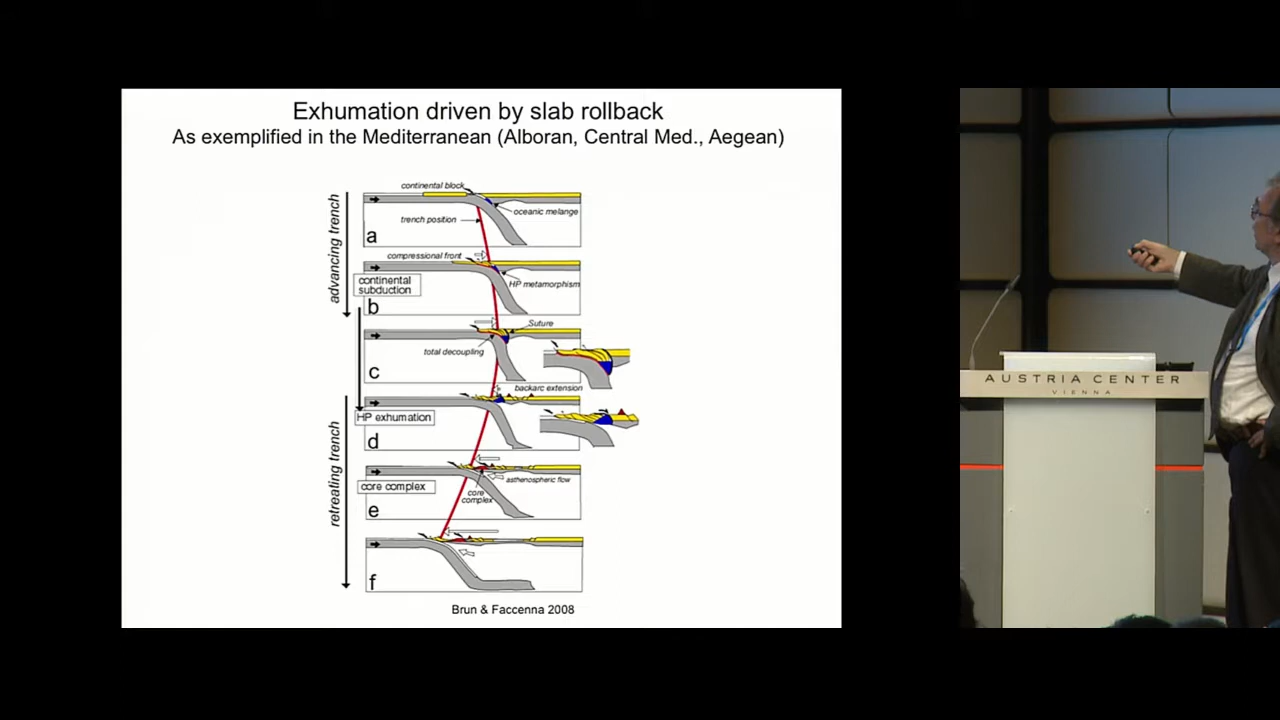 Exhumation driven by slab rollback
As exemplified in the Mediterranean (Alboran, Central Med., Aegean)
advancing trench
retreating trench
continental block
oceanic melange
trench position
a
compressional front
HP metamorphism
continental
subduction
b
Suture
total decoupling
c
backarc extension
HP exhumation
d
asthenospheric flow
core
complex
core complex
e
f
Brun & Faccenna 2008
AUSTRIA CENTER
VIENNA